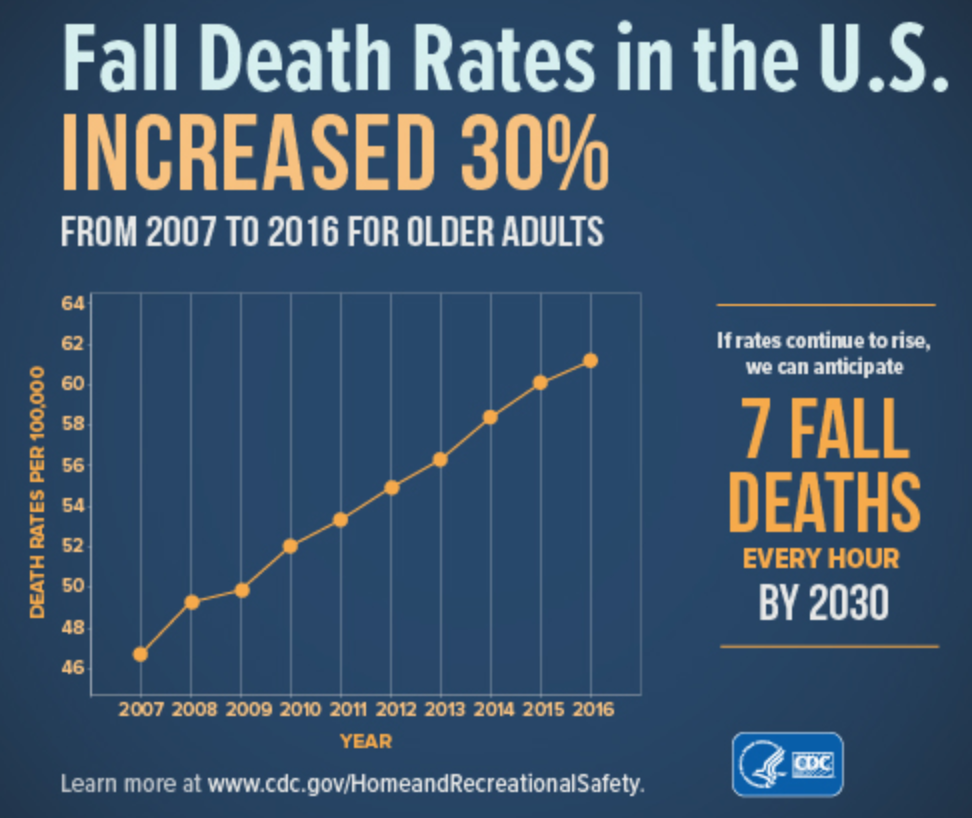 Fall Death Rates in the U.S.
INCREASED 30%
FROM 2007 TO 2016 FOR OLDER ADULTS
DEATH RATES PER 100,000
64
62
60
58
56
54
52
50
48
46
2007 2008 2009 2010 2011 2012 2013 2014 2015 2016
YEAR
If rates continue to rise,
we can anticipate
7 FALL
DEATHS
EVERY HOUR
BY 2030
Learn more at www.cdc.gov/HomeandRecreationalSafety.
CDC